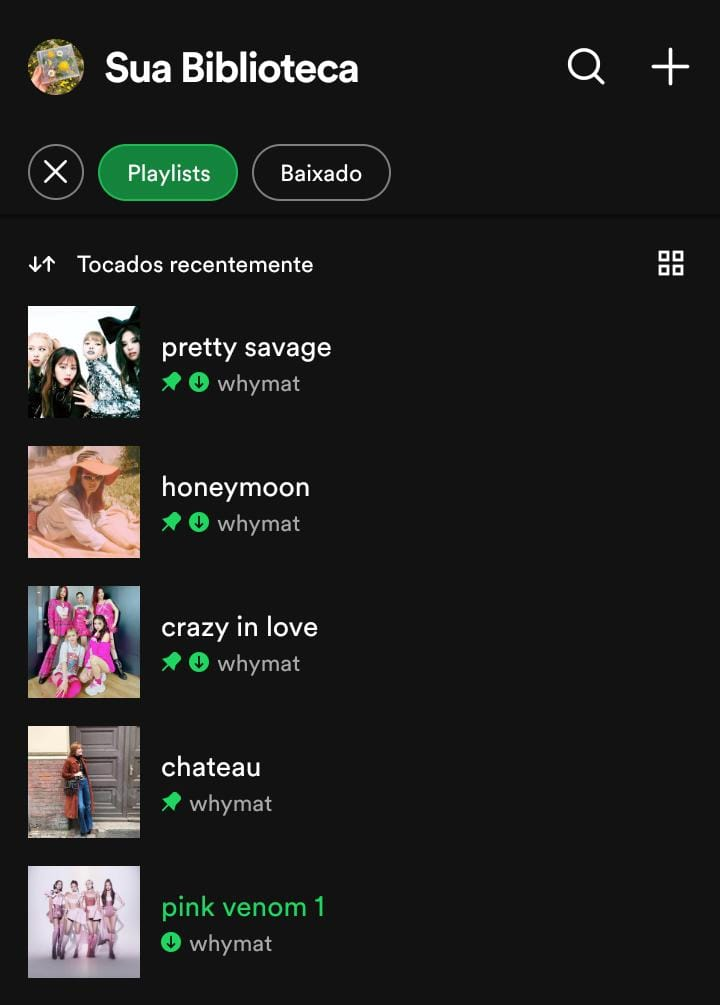 Sua Biblioteca
Playlists
Baixado
Tocados recentemente
pretty savage
whymat
honeymoon
whymat
crazy in love
whymat
chateau
whymat
pink venom 1
whymat